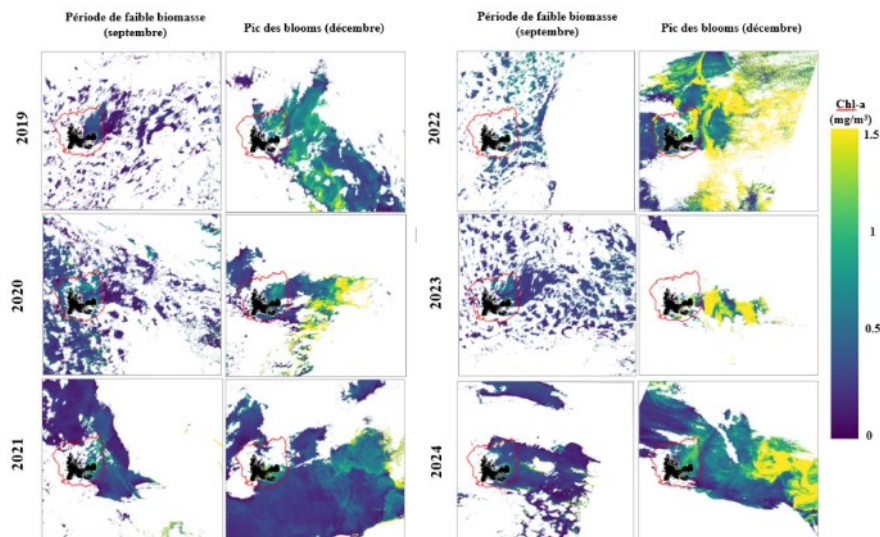 Période de faible biomasse
(septembre)
Pic des blooms (décembre)
Période de faible biomasse
(septembre)
Pic des blooms (décembre)
2019
2020
2021
2022
2023
2024
Chl-a
(mg/m³)
1.5
1
0.5
0